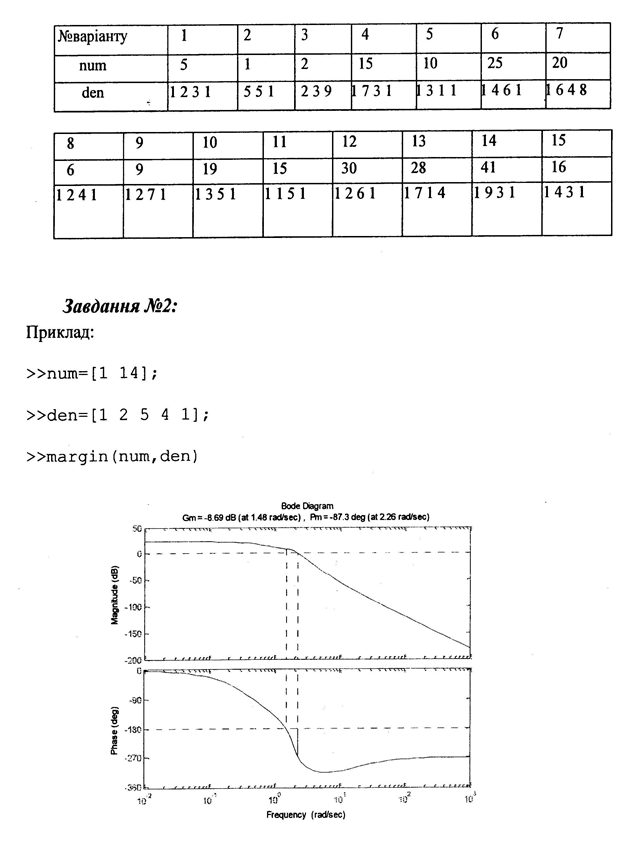 №варіанту 1 2 3 4 5 6 7
num 5 1 2 15 10 25 20
den 1 2 3 1 5 5 1 2 3 9 1 7 3 1 1 3 1 1 1 4 6 1 1 6 4 8
8 9 10 11 12 13 14 15
6 9 19 15 30 28 41 16
1 2 4 1 1 2 7 1 1 3 5 1 1 1 5 1 1 2 6 1 1 7 1 4 1 9 3 1 1 4 3 1
Завдання №2:
Приклад:
>>num=[1 14];
>>den=[1 2 5 4 1];
>>margin(num,den)
Bode Diagram
Gm = -8.69 dB (at 1.48 rad/sec) , Pm = -87.3 deg (at 2.26 rad/sec)
Magnitude (dB)
50
0
-50
-100
-150
-200
Phase (deg)
0
-90
-180
-270
-360
10^-2 10^-1 10^0 10^1 10^2 10^3
Frequency (rad/sec)